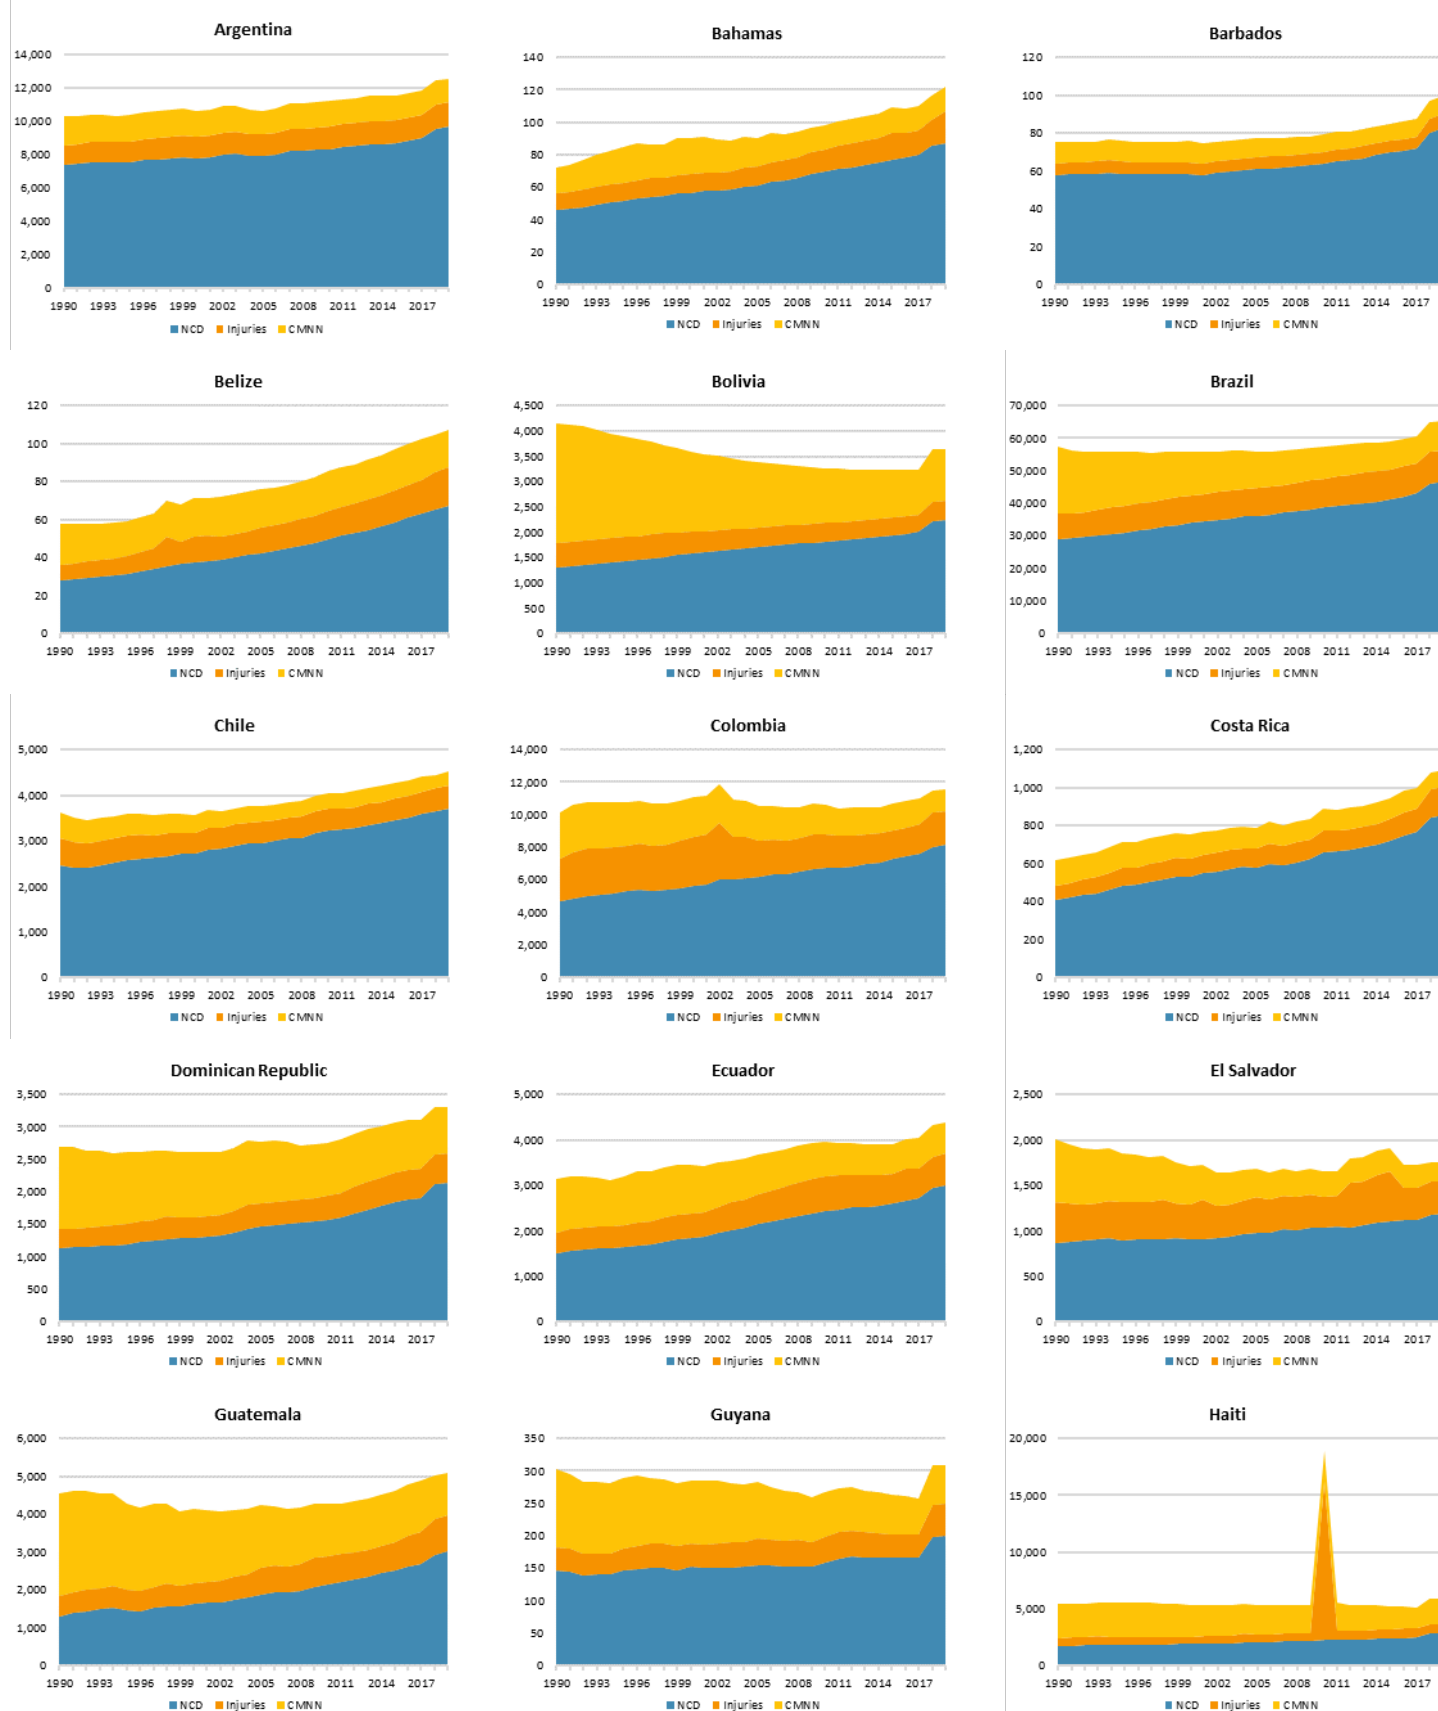 Argentina
14,000
12,000
10,000
8,000
6,000
4,000
2,000
0
1990 1993 1996 1999 2002 2005 2008 2011 2014 2017
NCD Injuries CMNN
Bahamas
140
120
100
80
60
40
20
0
1990 1993 1996 1999 2002 2005 2008 2011 2014 2017
NCD Injuries CMNN
Barbados
120
100
80
60
40
20
0
1990 1993 1996 1999 2002 2005 2008 2011 2014 2017
NCD Injuries CMNN
Belize
120
100
80
60
40
20
0
1990 1993 1996 1999 2002 2005 2008 2011 2014 2017
NCD Injuries CMNN
Bolivia
4,500
4,000
3,500
3,000
2,500
2,000
1,500
1,000
500
0
1990 1993 1996 1999 2002 2005 2008 2011 2014 2017
NCD Injuries CMNN
Brazil
70,000
60,000
50,000
40,000
30,000
20,000
10,000
0
1990 1993 1996 1999 2002 2005 2008 2011 2014 2017
NCD Injuries CMNN
Chile
5,000
4,000
3,000
2,000
1,000
0
1990 1993 1996 1999 2002 2005 2008 2011 2014 2017
NCD Injuries CMNN
Colombia
14,000
12,000
10,000
8,000
6,000
4,000
2,000
0
1990 1993 1996 1999 2002 2005 2008 2011 2014 2017
NCD Injuries CMNN
Costa Rica
1,200
1,000
800
600
400
200
0
1990 1993 1996 1999 2002 2005 2008 2011 2014 2017
NCD Injuries CMNN
Dominican Republic
3,500
3,000
2,500
2,000
1,500
1,000
500
0
1990 1993 1996 1999 2002 2005 2008 2011 2014 2017
NCD Injuries CMNN
Ecuador
5,000
4,000
3,000
2,000
1,000
0
1990 1993 1996 1999 2002 2005 2008 2011 2014 2017
NCD Injuries CMNN
El Salvador
2,500
2,000
1,500
1,000
500
0
1990 1993 1996 1999 2002 2005 2008 2011 2014 2017
NCD Injuries CMNN
Guatemala
6,000
5,000
4,000
3,000
2,000
1,000
0
1990 1993 1996 1999 2002 2005 2008 2011 2014 2017
NCD Injuries CMNN
Guyana
350
300
250
200
150
100
50
0
1990 1993 1996 1999 2002 2005 2008 2011 2014 2017
NCD Injuries CMNN
Haiti
20,000
15,000
10,000
5,000
0
1990 1993 1996 1999 2002 2005 2008 2011 2014 2017
NCD Injuries CMNN